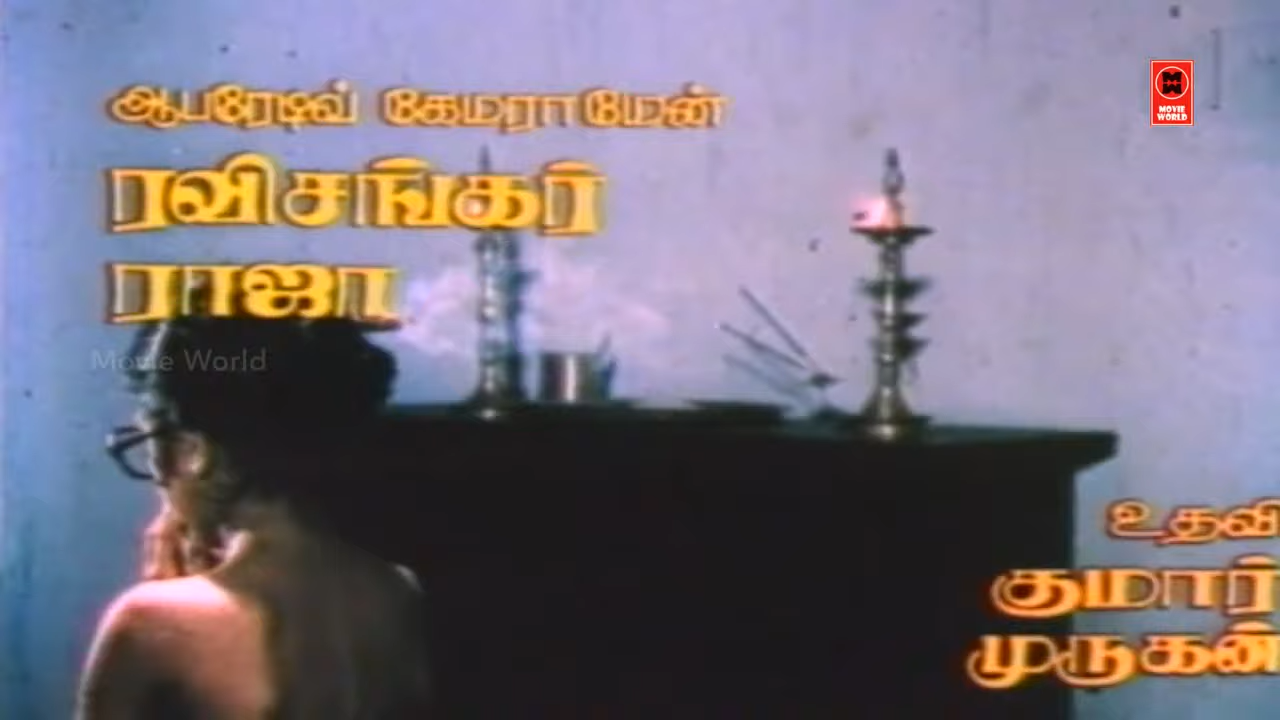 ஆபரேடிவ் கேமராமேன்
ரவிசங்கர்
ராஜா
உதவி
குமார்
முருகன்
Movie World
MOVIE
WORLD